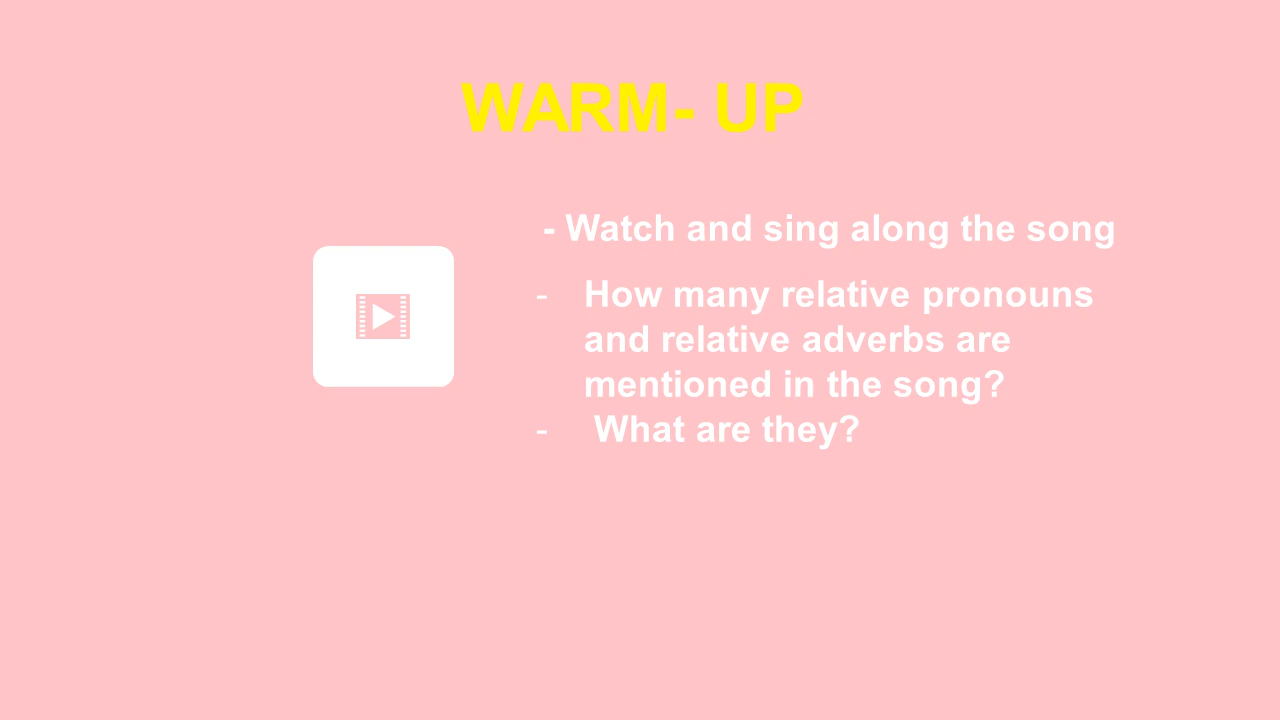 WARM- UP
- Watch and sing along the song
- How many relative pronouns
and relative adverbs are
mentioned in the song?
- What are they?